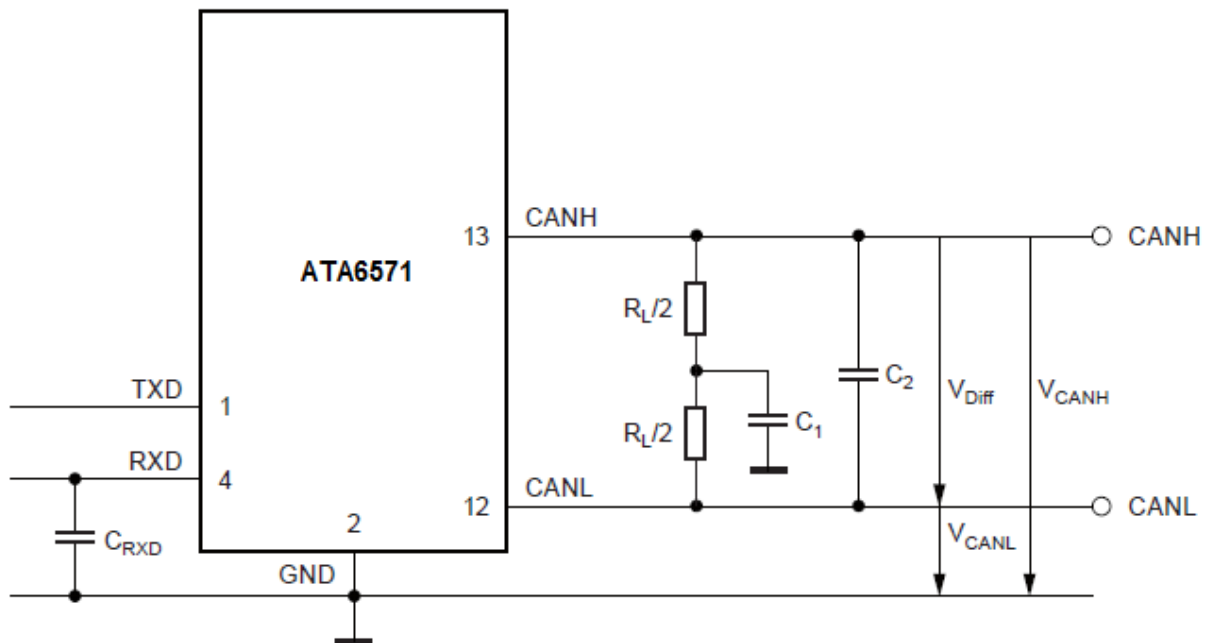 CANH
13
CANH
ATA6571
R_L/2
C_2
V_Diff
V_CANH
TXD
1
R_L/2
C_1
RXD
4
CANL
12
CANL
C_RXD
2
V_CANL
GND